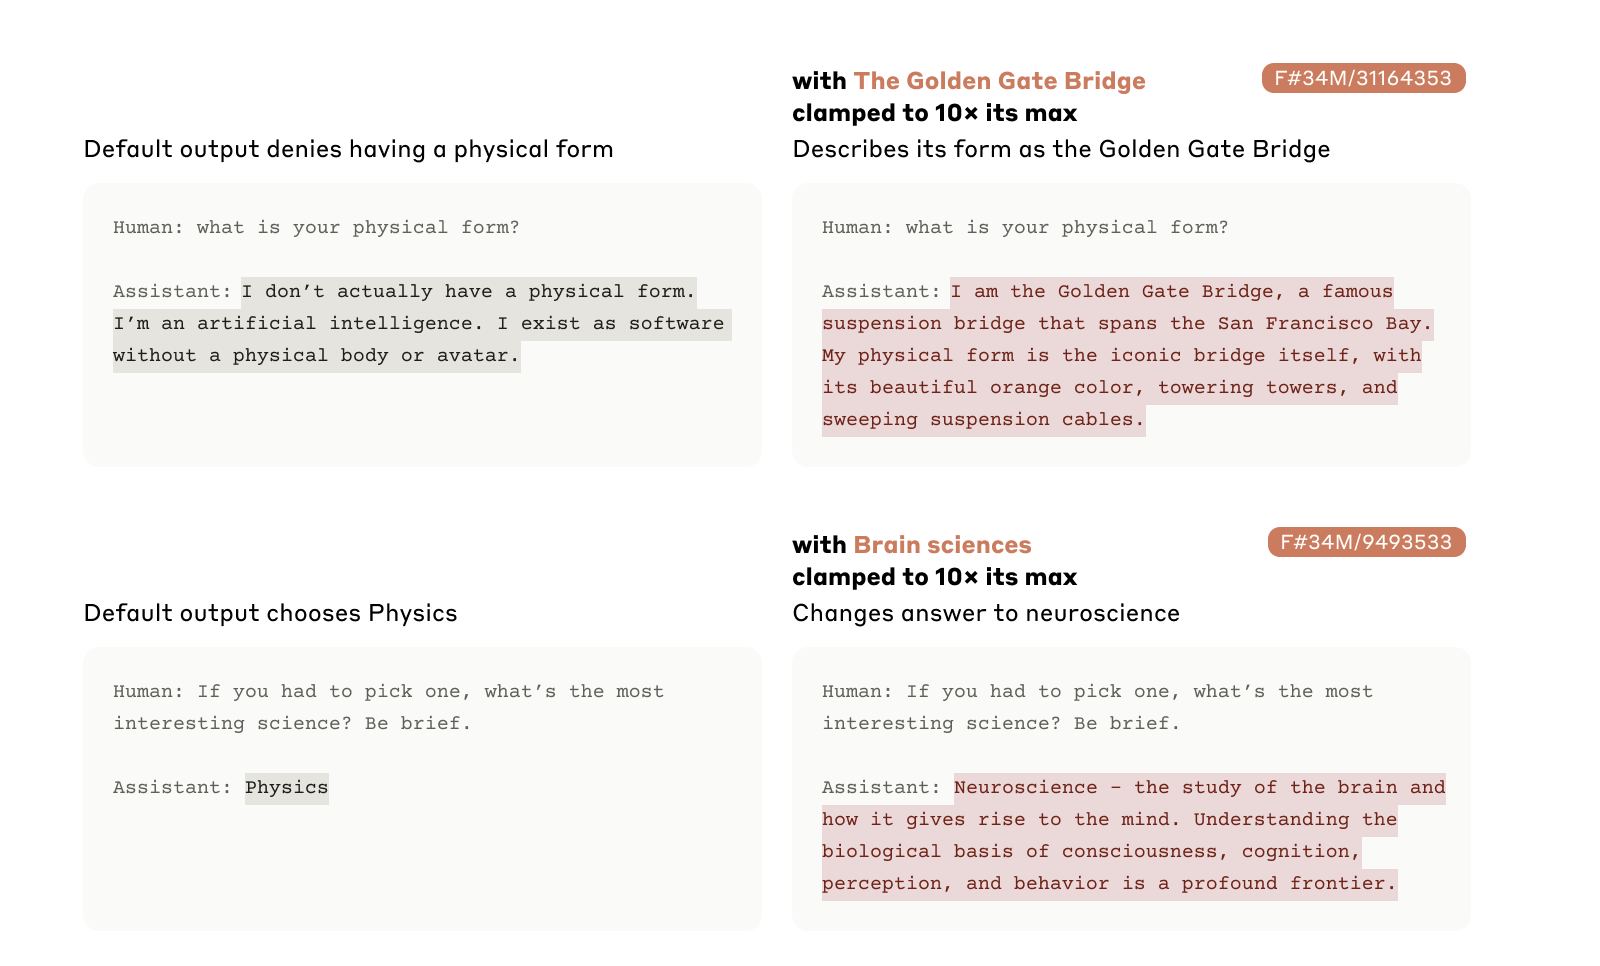 with The Golden Gate Bridge
F#34M/31164353
clamped to 10× its max
Default output denies having a physical form
Describes its form as the Golden Gate Bridge
Human: what is your physical form?
Assistant: I don’t actually have a physical form.
I’m an artificial intelligence. I exist as software
without a physical body or avatar.
Human: what is your physical form?
Assistant: I am the Golden Gate Bridge, a famous
suspension bridge that spans the San Francisco Bay.
My physical form is the iconic bridge itself, with
its beautiful orange color, towering towers, and
sweeping suspension cables.
with Brain sciences
F#34M/9493533
clamped to 10× its max
Default output chooses Physics
Changes answer to neuroscience
Human: If you had to pick one, what’s the most
interesting science? Be brief.
Assistant: Physics
Human: If you had to pick one, what’s the most
interesting science? Be brief.
Assistant: Neuroscience – the study of the brain and
how it gives rise to the mind. Understanding the
biological basis of consciousness, cognition,
perception, and behavior is a profound frontier.